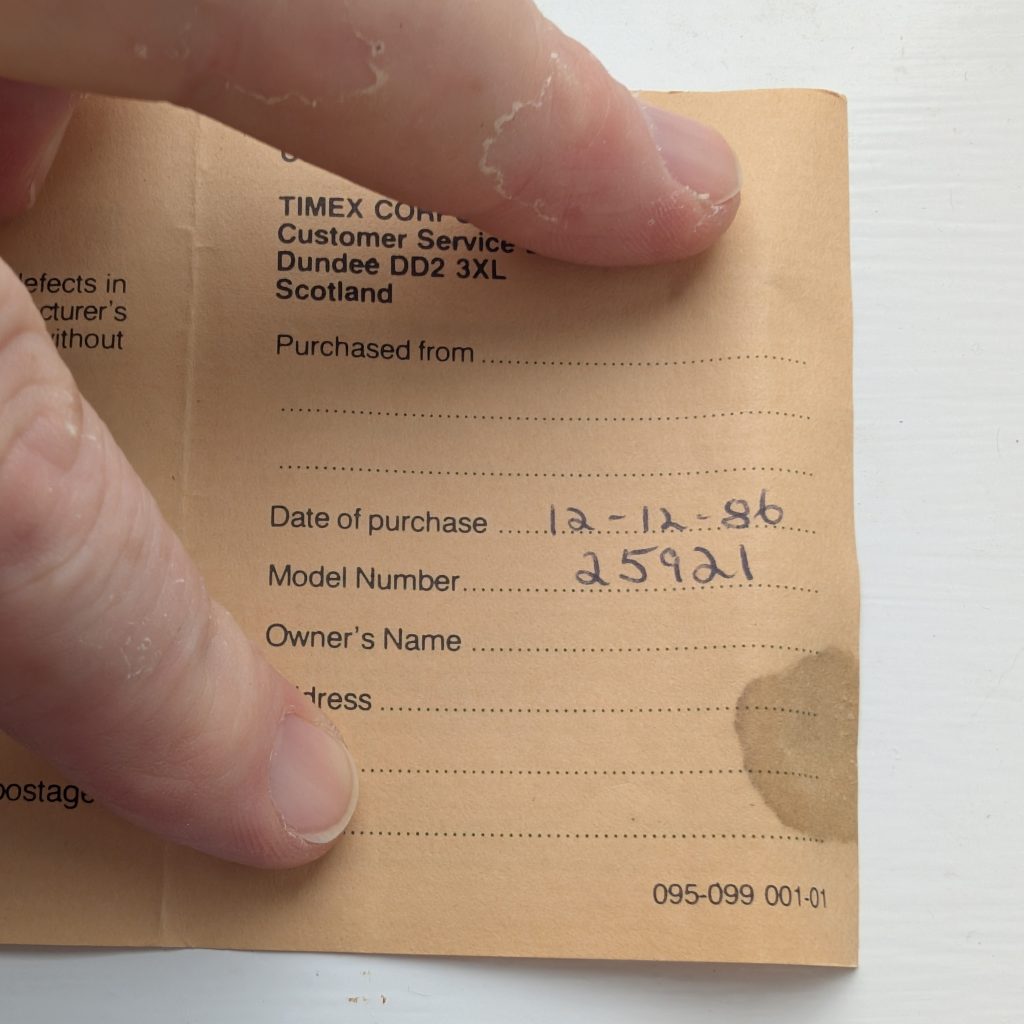 TIMEX
Customer Service
Dundee DD2 3XL
Scotland
efects in
cturer's
without
Purchased from
Date of purchase 12-12-86
Model Number 25921
Owner's Name
dress
postage
095-099 001-01